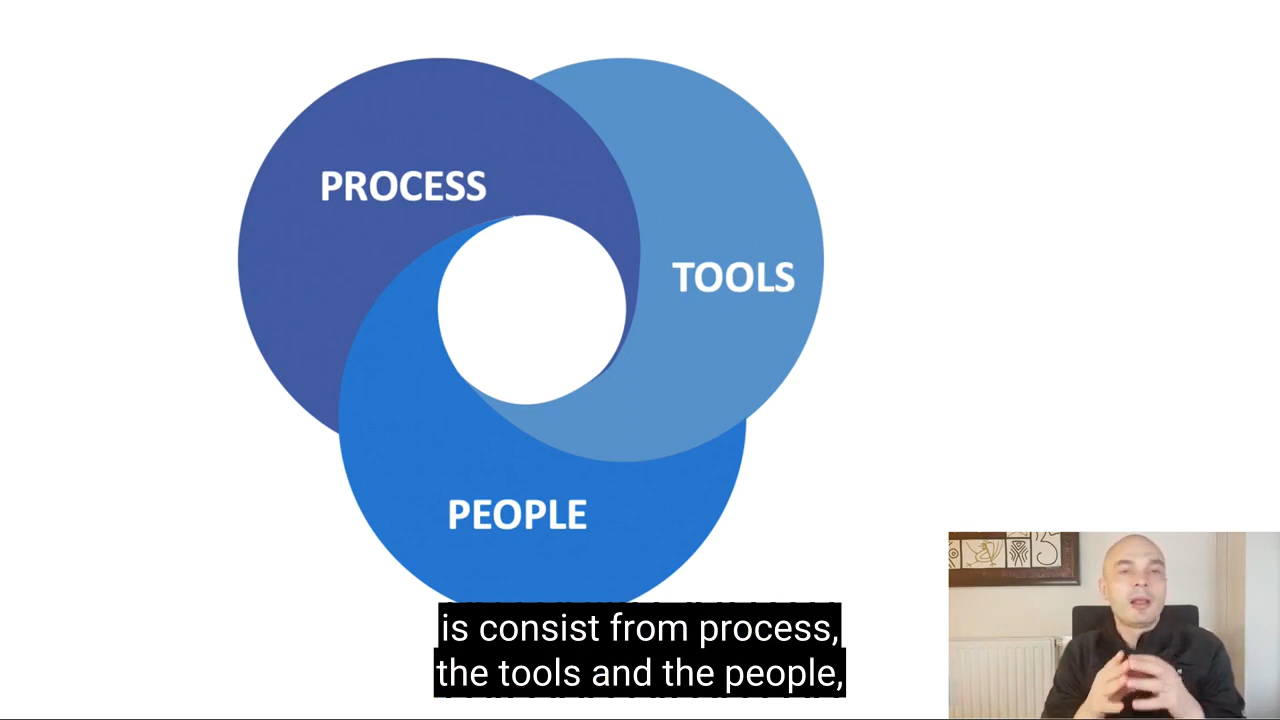 PROCESS
TOOLS
PEOPLE
is consist from process,
the tools and the people,